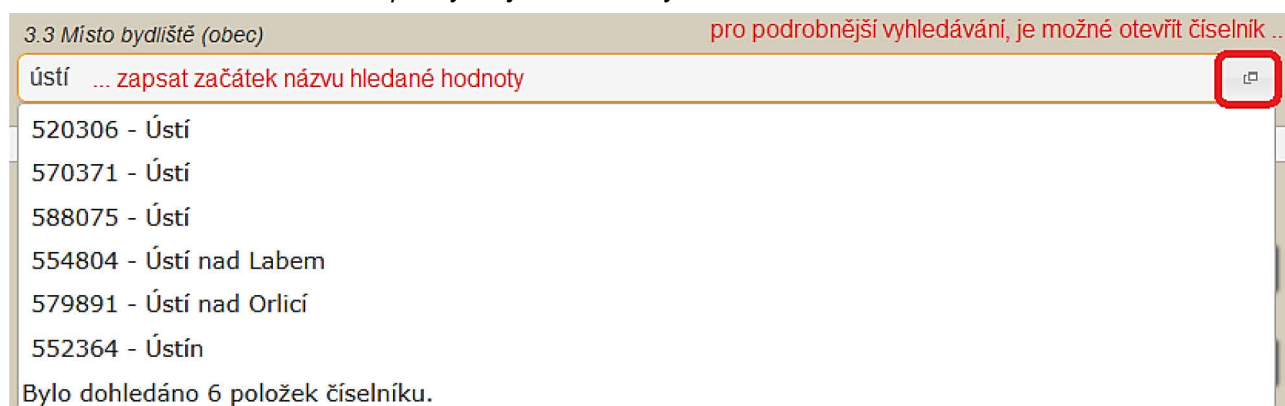 3.3 Místo bydliště (obec) pro podrobnější vyhledávání, je možné otevřít číselník ..
ústí ... zapsat začátek názvu hledané hodnoty
520306 - Ústí
570371 - Ústí
588075 - Ústí
554804 - Ústí nad Labem
579891 - Ústí nad Orlicí
552364 - Ústín
Bylo dohledáno 6 položek číselníku.